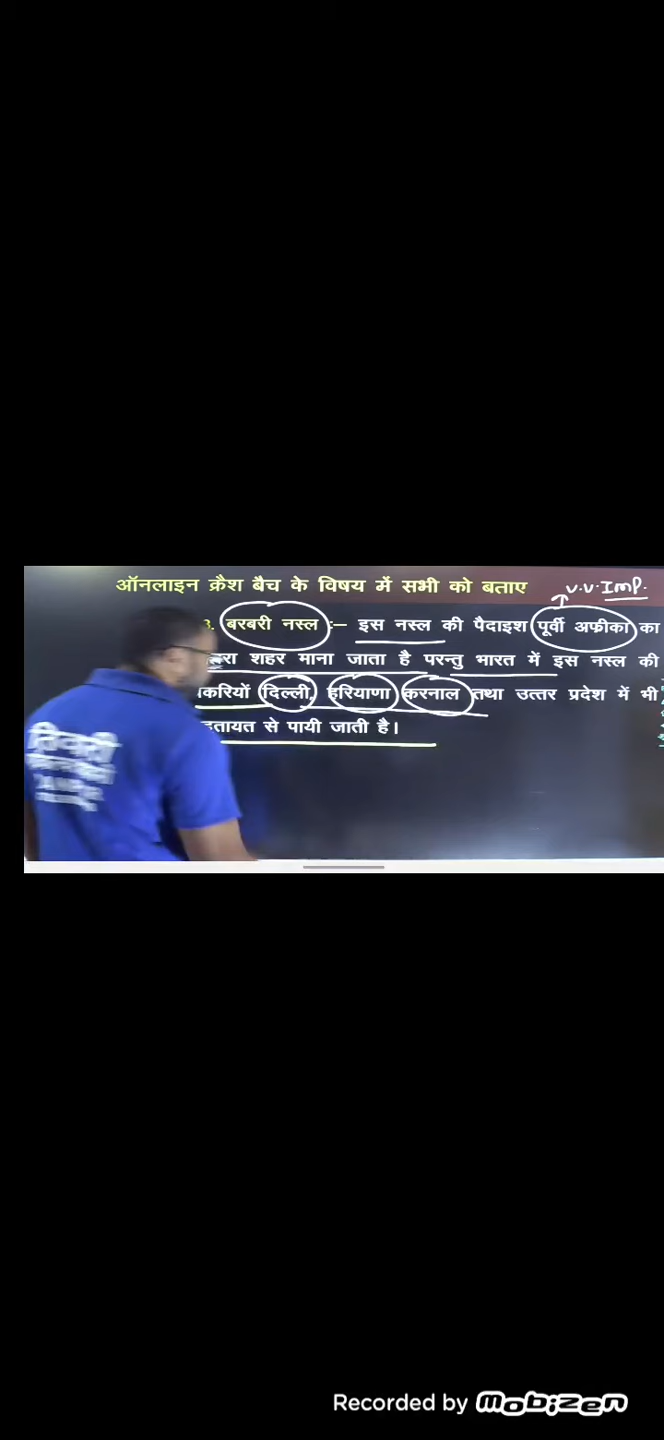 ऑनलाइन क्रैश बैच के विषय में सभी को बताए
v.v.Imp.
3. बरबरी नस्ल :– इस नस्ल की पैदाइश पूर्वी अफ्रीका का
शहर माना जाता है परन्तु भारत में इस नस्ल की
दिल्ली, हरियाणा करनाल तथा उत्तर प्रदेश में भी
से पायी जाती है।
Recorded by Mobizen